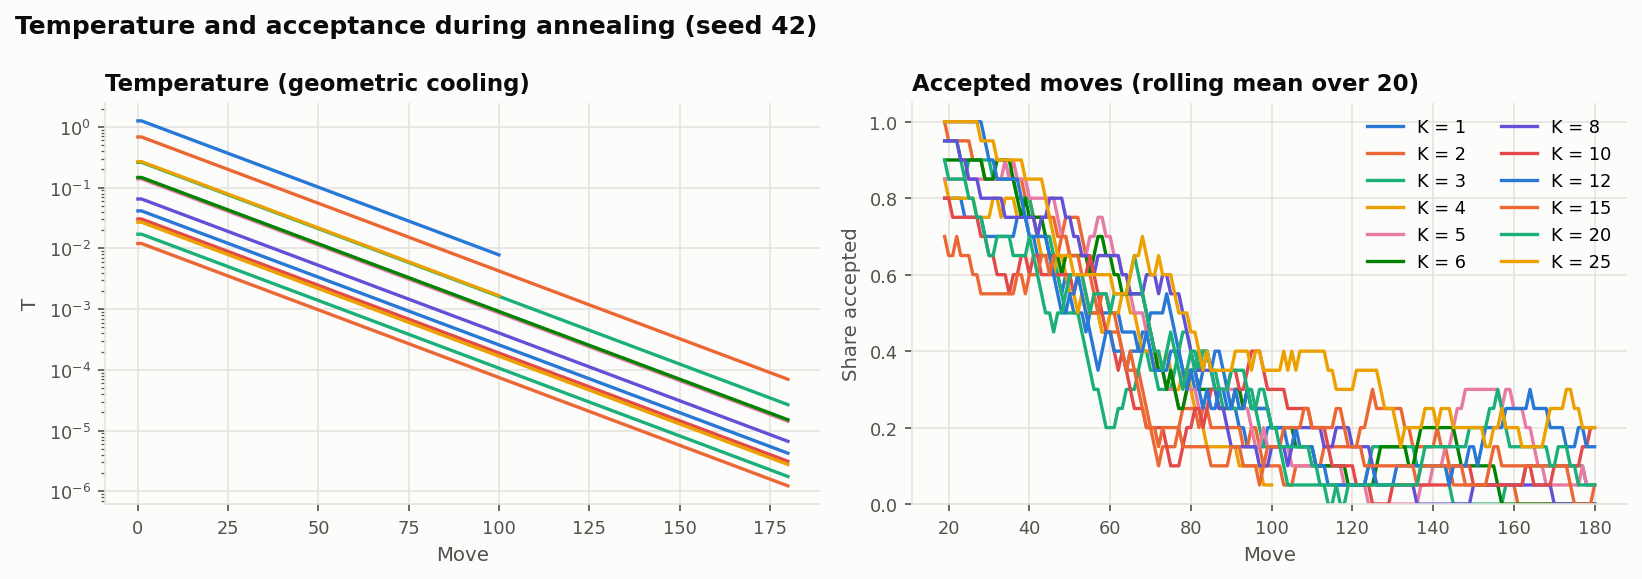 Temperature and acceptance during annealing (seed 42)
Temperature (geometric cooling)
10⁰
10⁻¹
10⁻²
10⁻³
10⁻⁴
10⁻⁵
10⁻⁶
T
0 25 50 75 100 125 150 175
Move
Accepted moves (rolling mean over 20)
1.0
0.8
0.6
0.4
0.2
0.0
Share accepted
K = 1
K = 2
K = 3
K = 4
K = 5
K = 6
K = 8
K = 10
K = 12
K = 15
K = 20
K = 25
20 40 60 80 100 120 140 160 180
Move